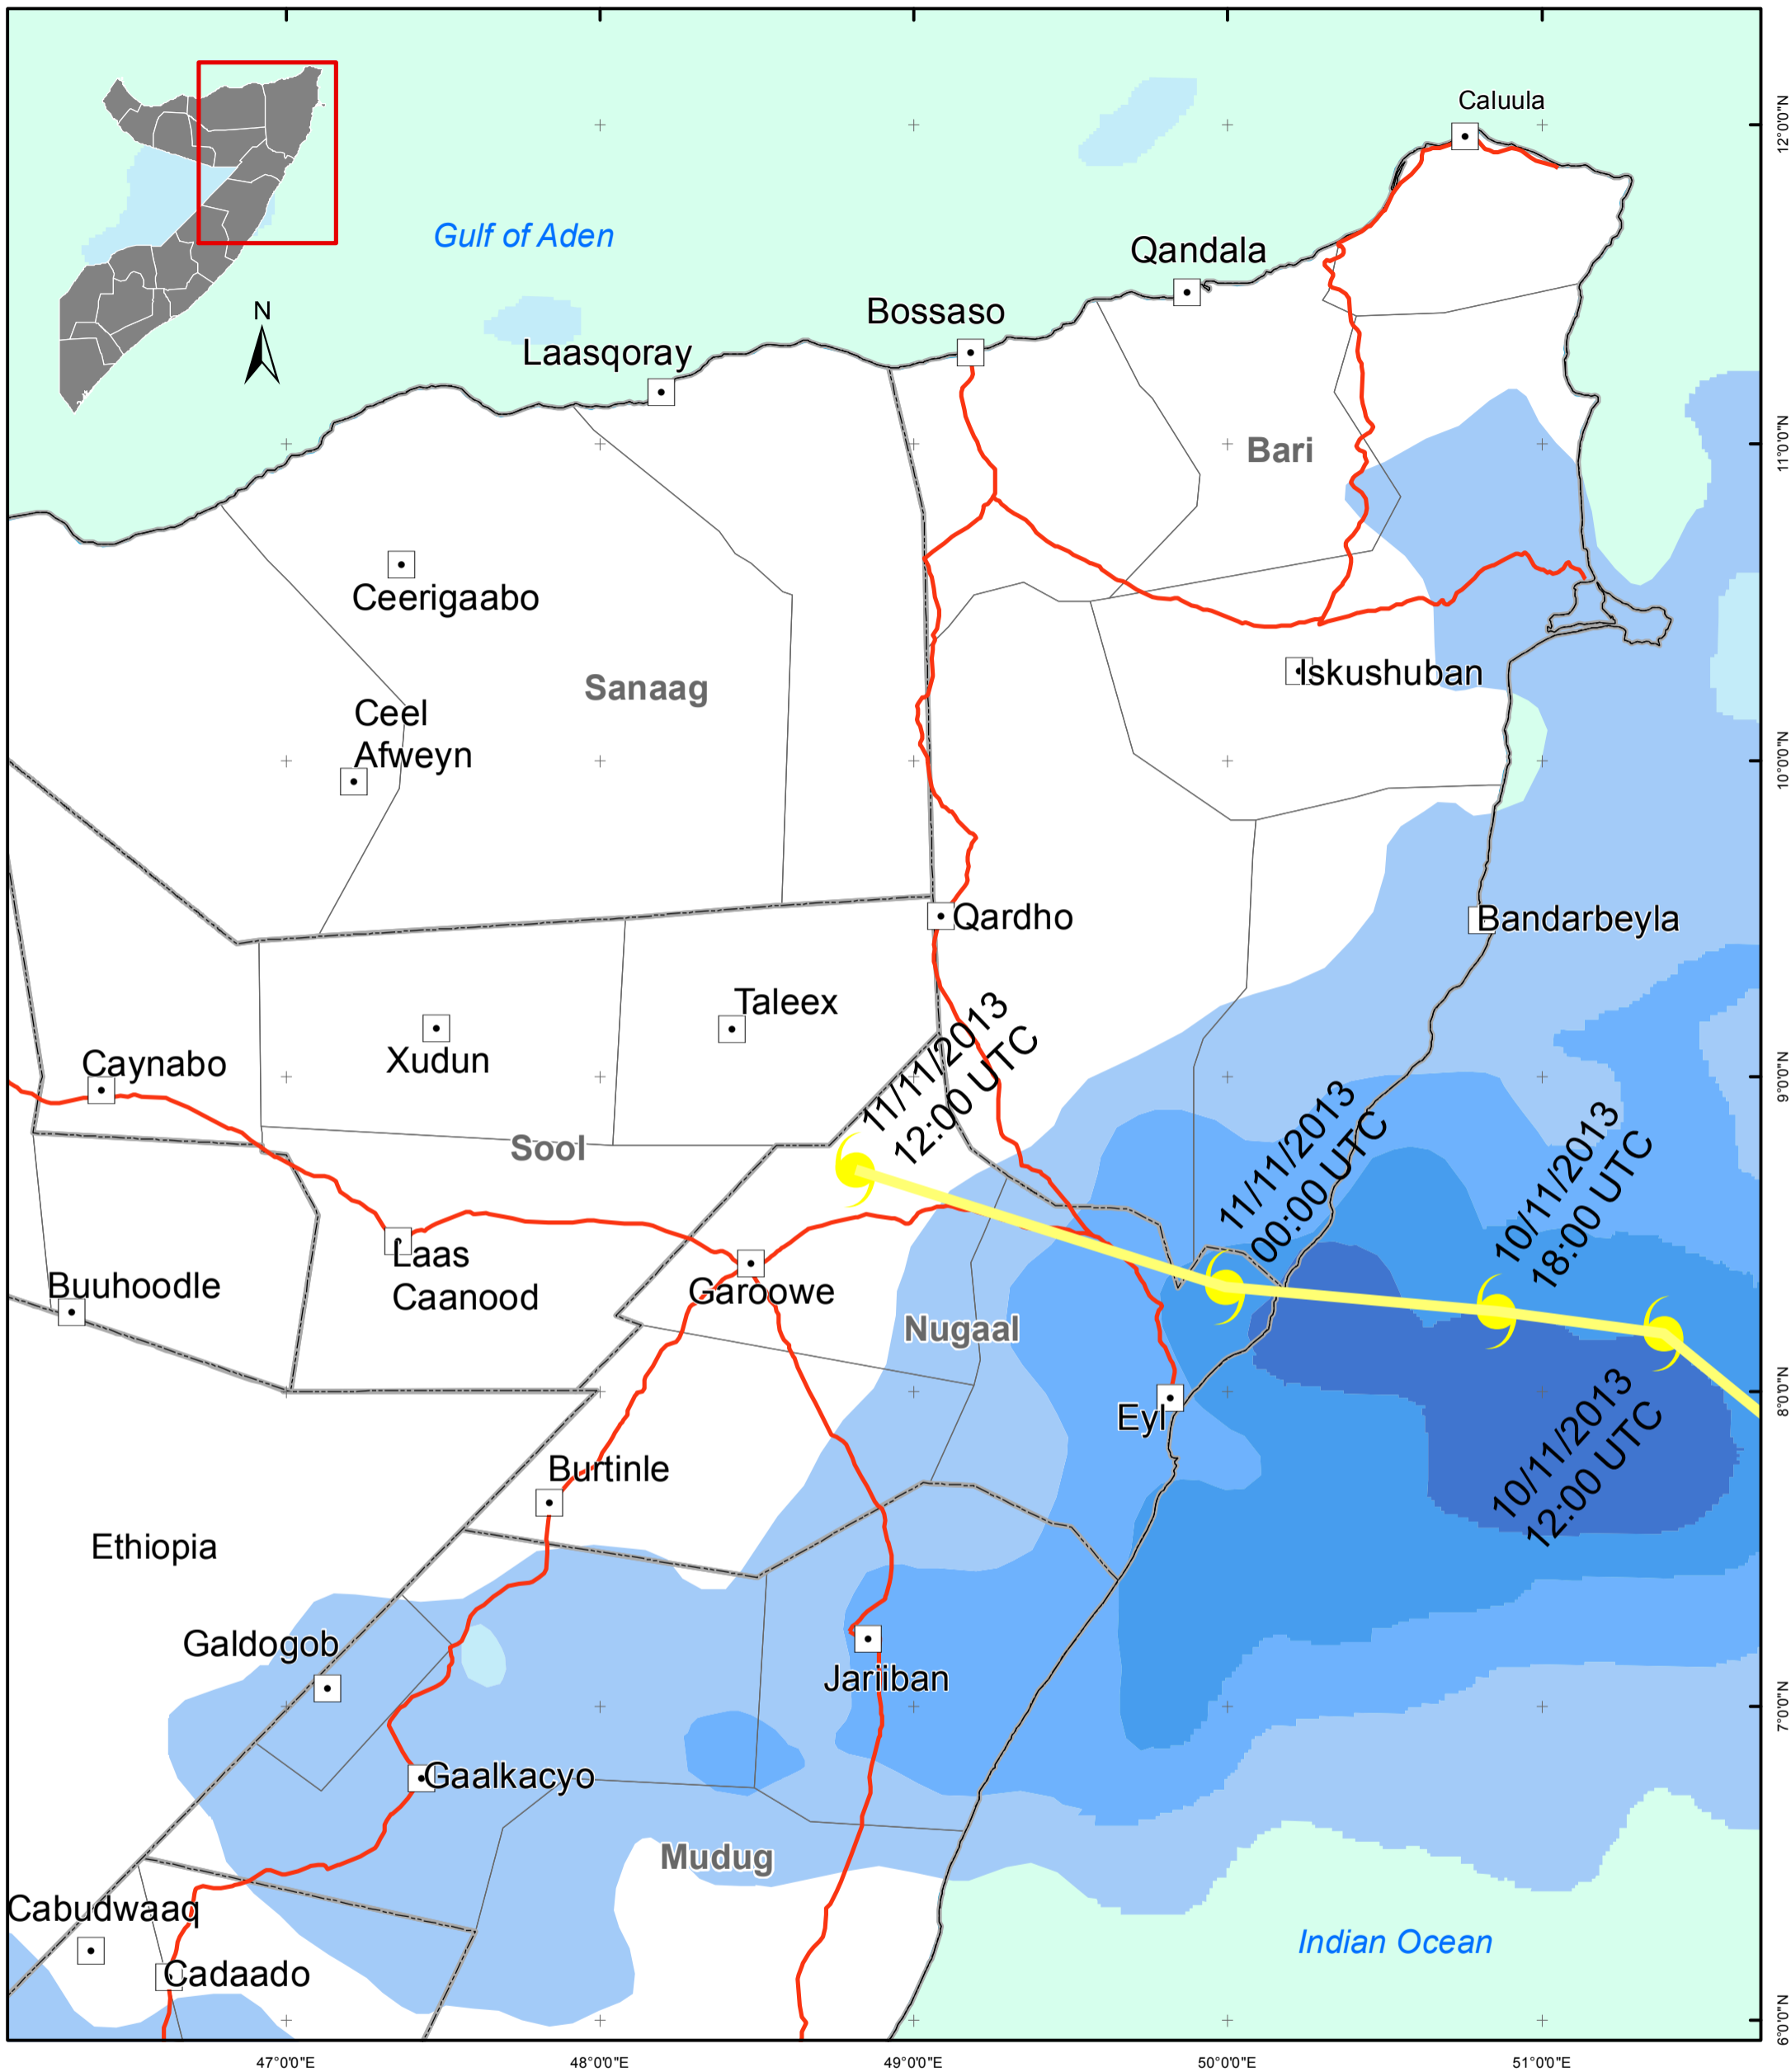 Caluula
12°0'0"N
Gulf of Aden
Qandala
N
Bossaso
Laasqoray
Bari
11°0'0"N
Ceerigaabo
Iskushuban
Sanaag
Ceel
Afweyn
10°0'0"N
Qardho
Bandarbeyla
Taleex
Xudun
Caynabo
9°0'0"N
11/11/2013
12:00 UTC
11/11/2013
00:00 UTC
10/11/2013
18:00 UTC
Sool
Laas
Caanood
Buuhoodle
Garoowe
Nugaal
8°0'0"N
10/11/2013
12:00 UTC
Eyl
Burtinle
Ethiopia
Galdogob
Jariiban
7°0'0"N
Gaalkacyo
Mudug
Cabudwaaq
Indian Ocean
Cadaado
6°0'0"N
47°0'0"E
48°0'0"E
49°0'0"E
50°0'0"E
51°0'0"E